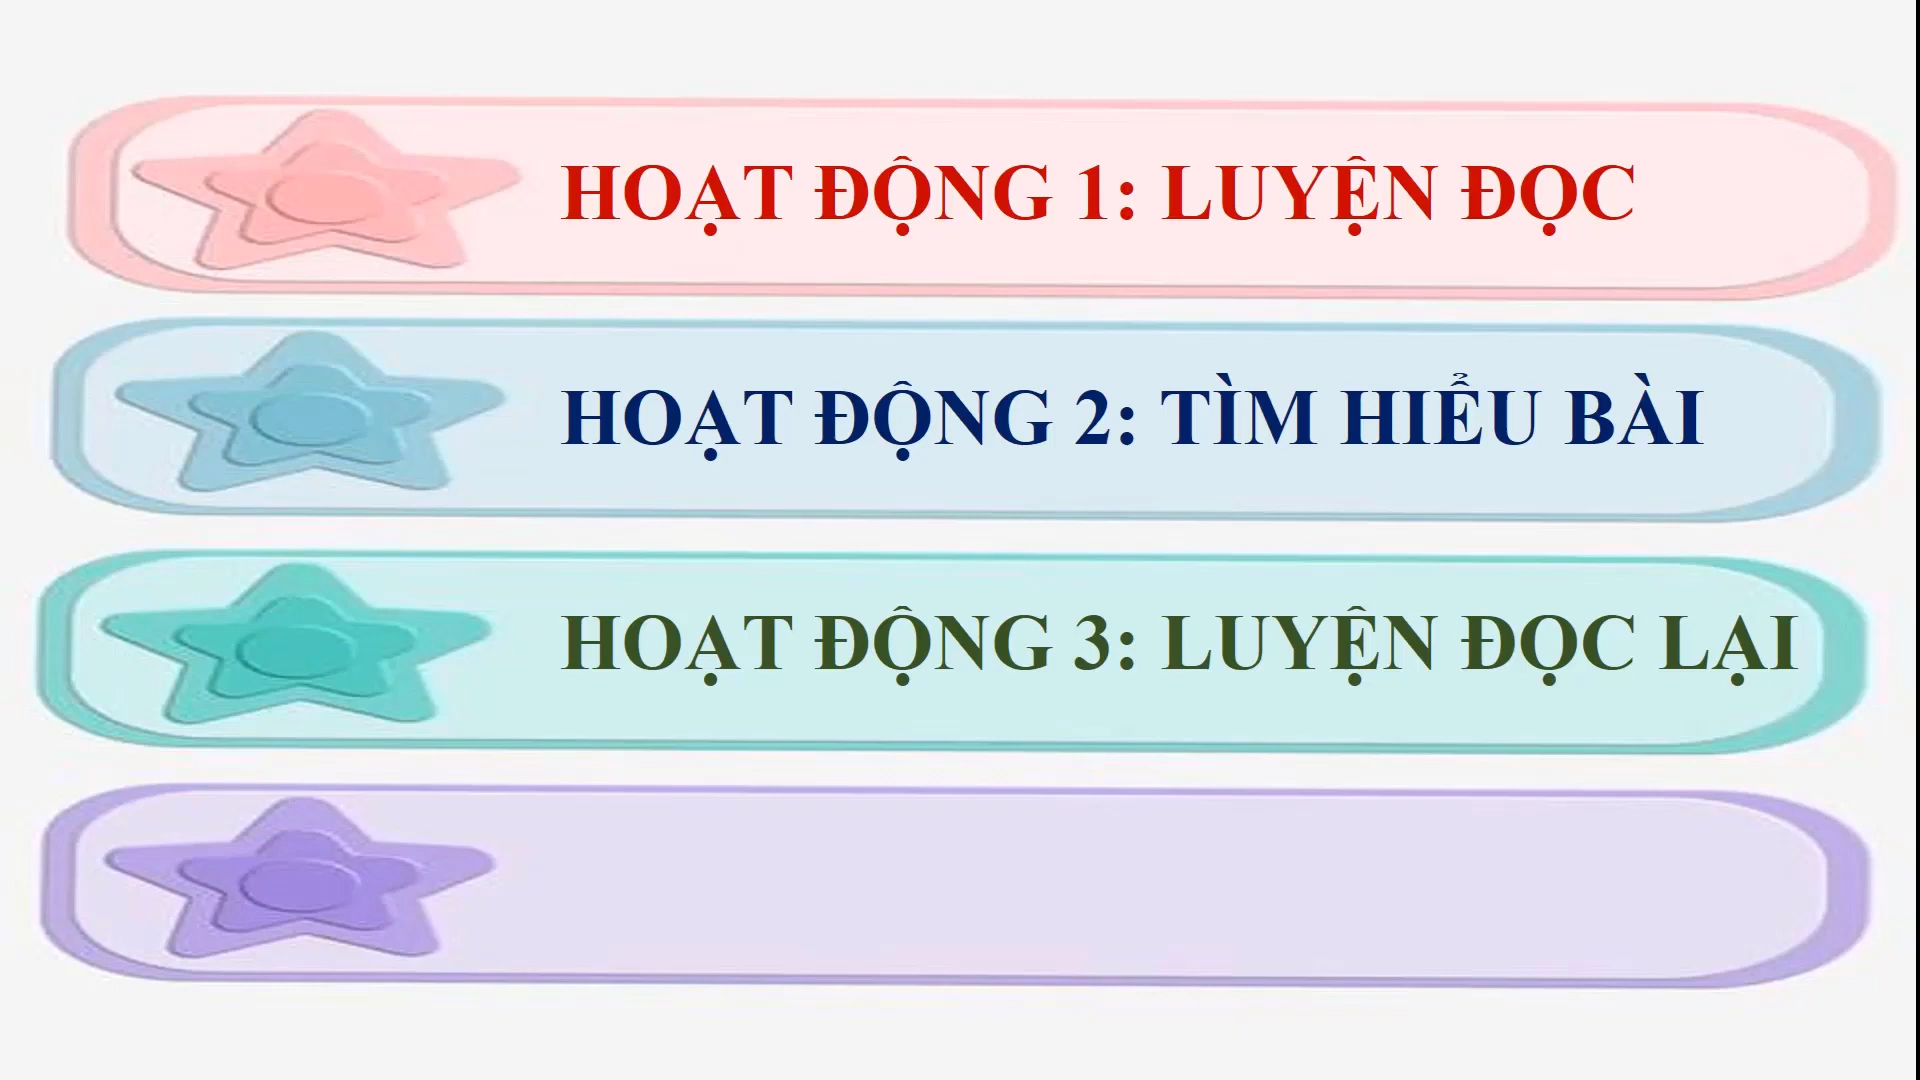 HOẠT ĐỘNG 1: LUYỆN ĐỌC
HOẠT ĐỘNG 2: TÌM HIỂU BÀI
HOẠT ĐỘNG 3: LUYỆN ĐỌC LẠI